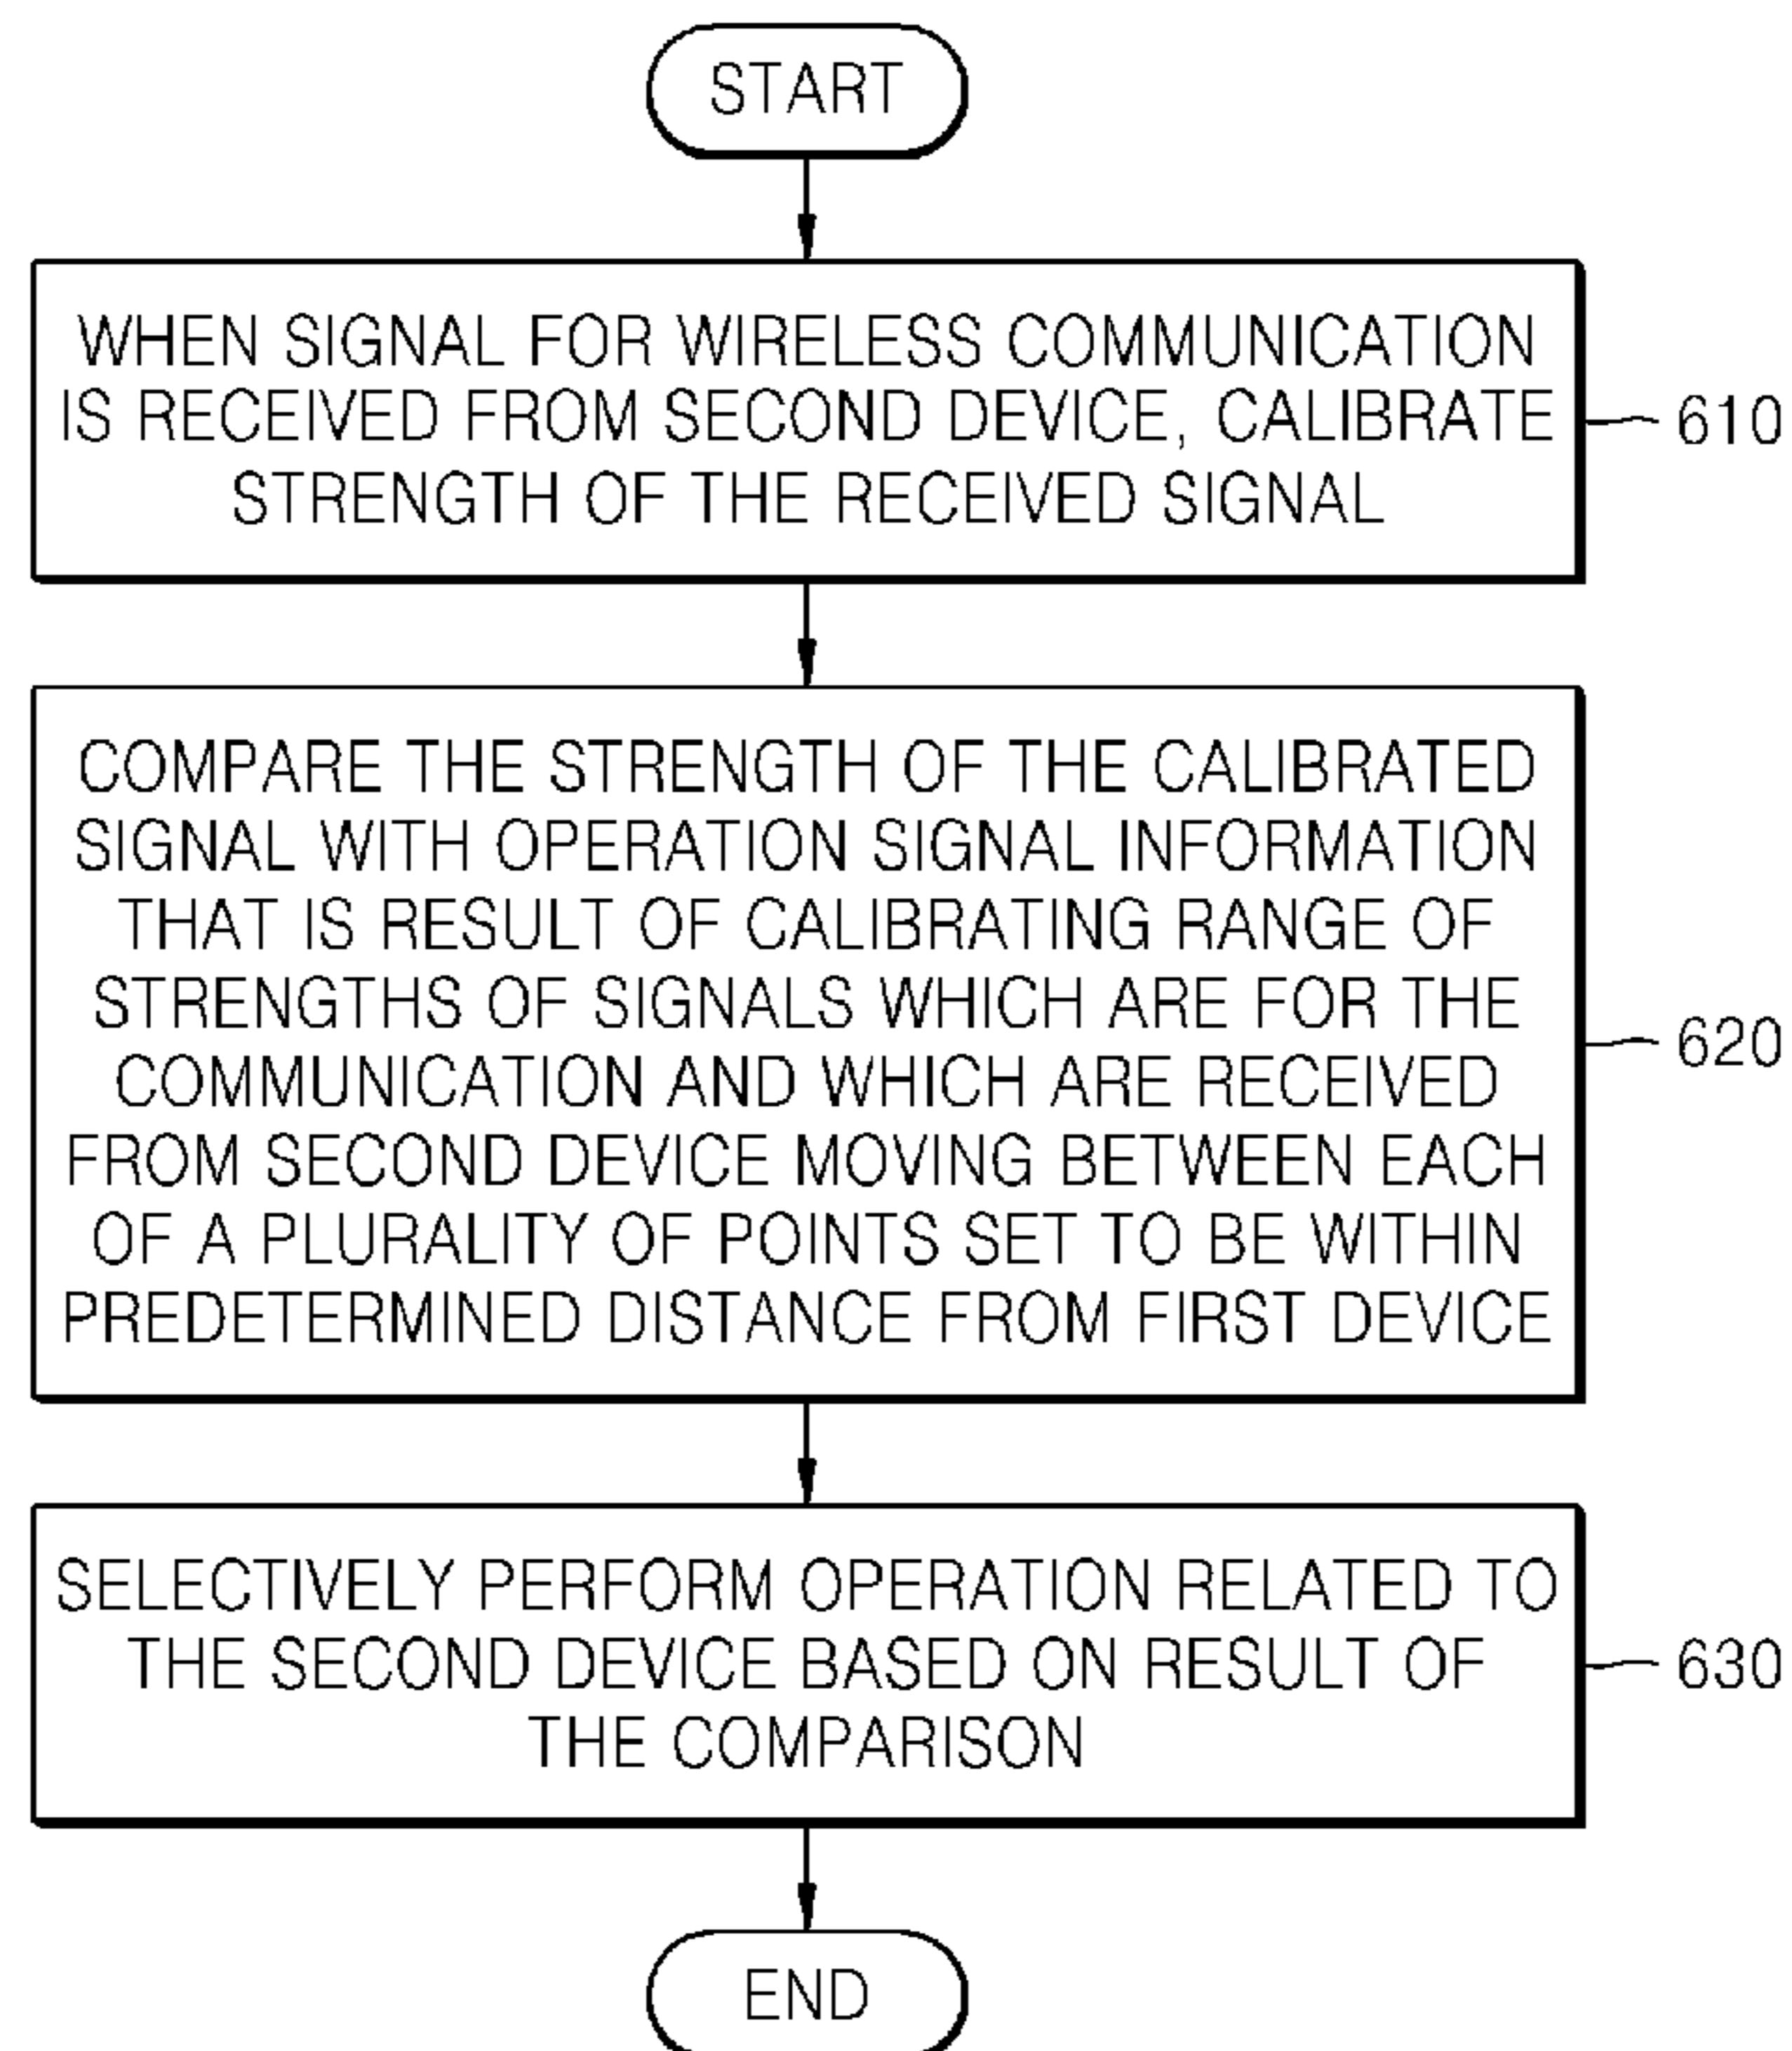 START
WHEN SIGNAL FOR WIRELESS COMMUNICATION
IS RECEIVED FROM SECOND DEVICE, CALIBRATE
STRENGTH OF THE RECEIVED SIGNAL
610
COMPARE THE STRENGTH OF THE CALIBRATED
SIGNAL WITH OPERATION SIGNAL INFORMATION
THAT IS RESULT OF CALIBRATING RANGE OF
STRENGTHS OF SIGNALS WHICH ARE FOR THE
COMMUNICATION AND WHICH ARE RECEIVED
FROM SECOND DEVICE MOVING BETWEEN EACH
OF A PLURALITY OF POINTS SET TO BE WITHIN
PREDETERMINED DISTANCE FROM FIRST DEVICE
620
SELECTIVELY PERFORM OPERATION RELATED TO
THE SECOND DEVICE BASED ON RESULT OF
THE COMPARISON
630
END